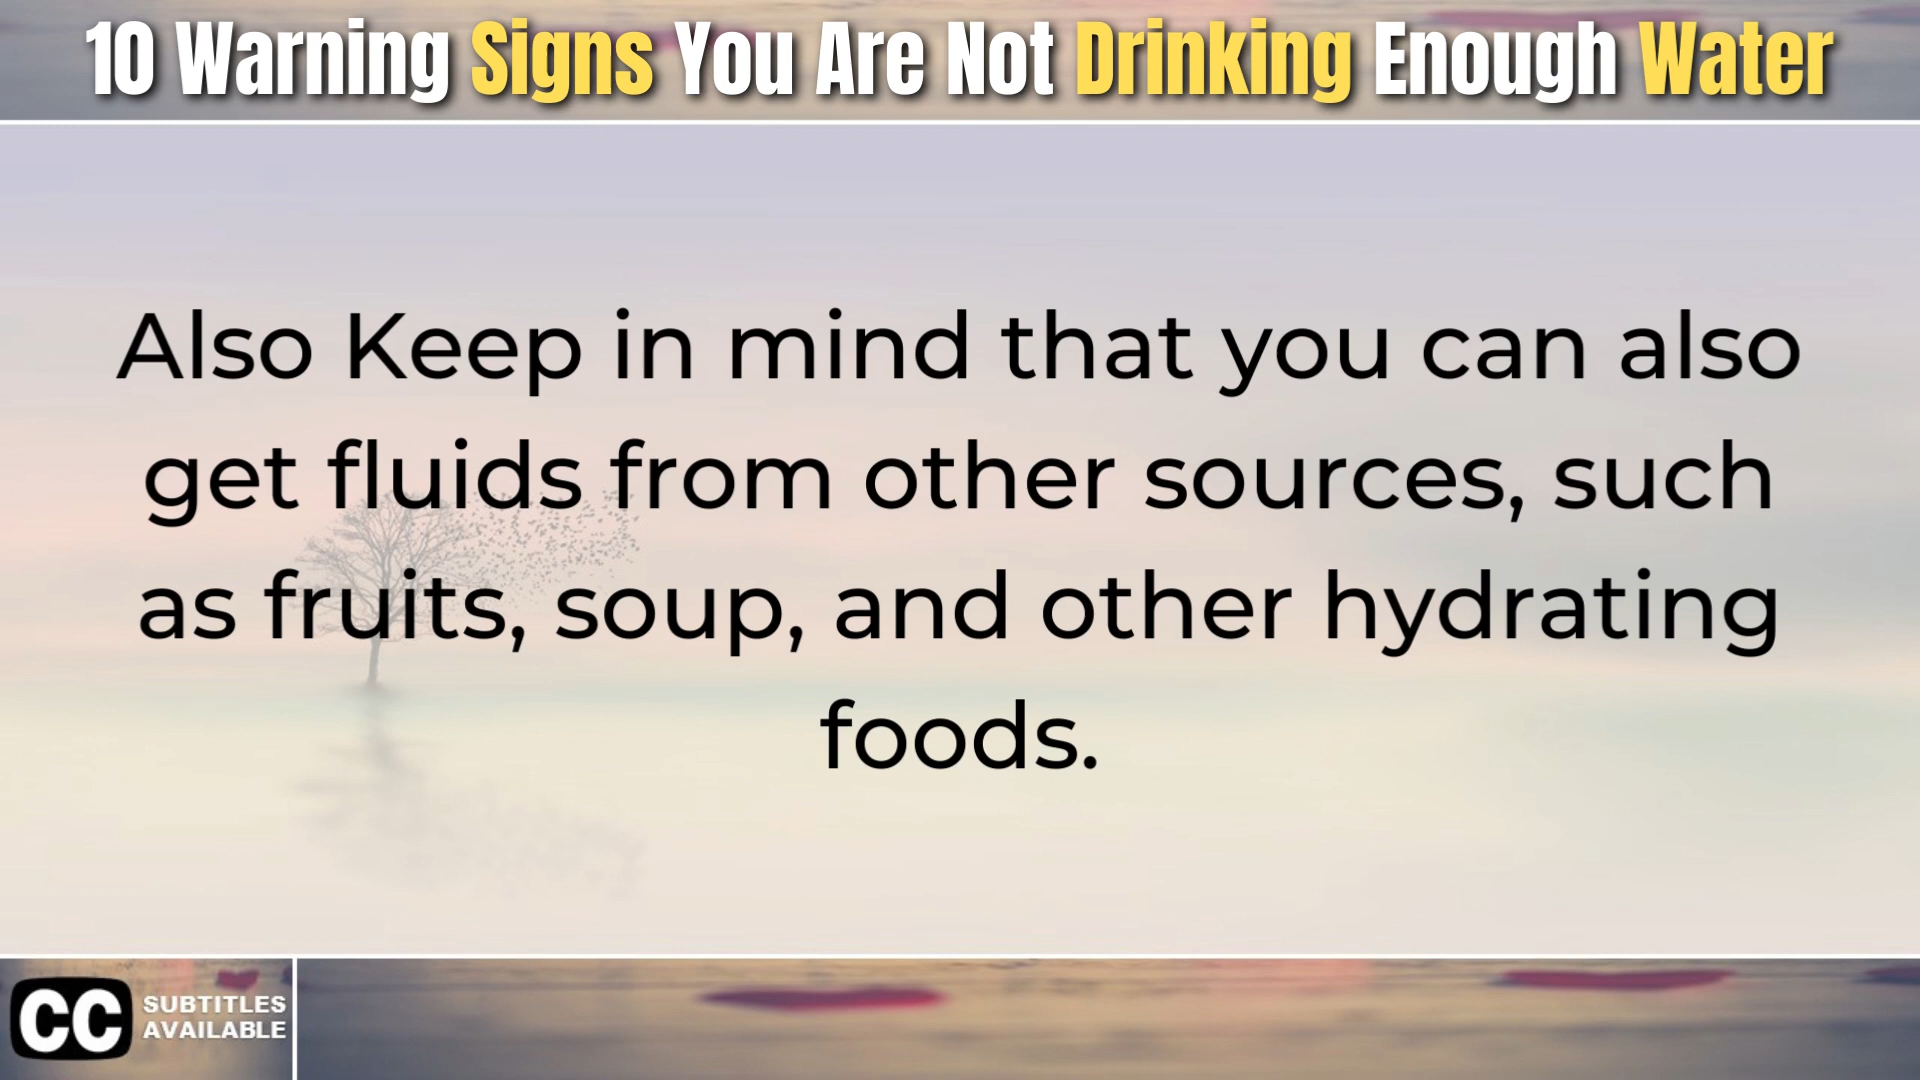 10 Warning Signs You Are Not Drinking Enough Water
Also Keep in mind that you can also
get fluids from other sources, such
as fruits, soup, and other hydrating
foods.
CC
SUBTITLES
AVAILABLE